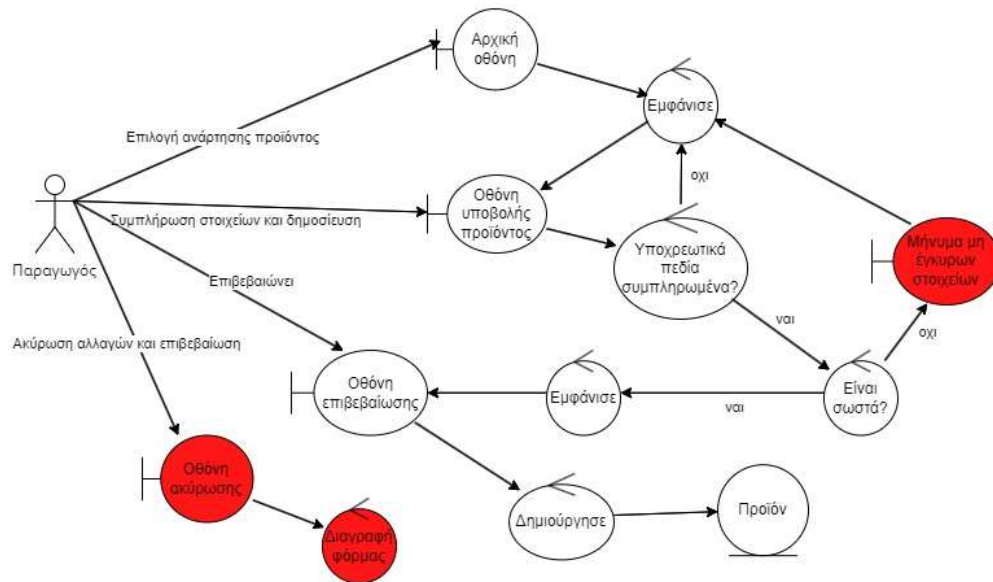 Αρχική
οθόνη
Εμφάνισε
Επιλογή ανάρτησης προϊόντος
οχι
Οθόνη
υποβολής
προϊόντος
Συμπλήρωση στοιχείων και δημοσίευση
Παραγωγός
Υποχρεωτικά
πεδία
συμπληρωμένα?
Μήνυμα μη
έγκυρων
στοιχείων
Επιβεβαιώνει
ναι
οχι
Ακύρωση αλλαγών και επιβεβαίωση
Οθόνη
επιβεβαίωσης
Εμφάνισε
ναι
Είναι
σωστά?
Οθόνη
ακύρωσης
Διαγραφή
φόρμας
Δημιούργησε
Προϊόν